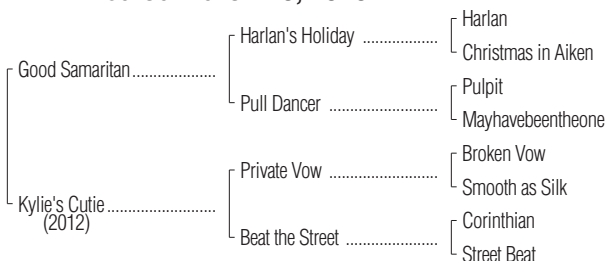 Harlan
Harlan's Holiday
Christmas in Aiken
Good Samaritan
Pulpit
Pull Dancer
Mayhavebeentheone
Broken Vow
Private Vow
Smooth as Silk
Kylie's Cutie
(2012)
Corinthian
Beat the Street
Street Beat